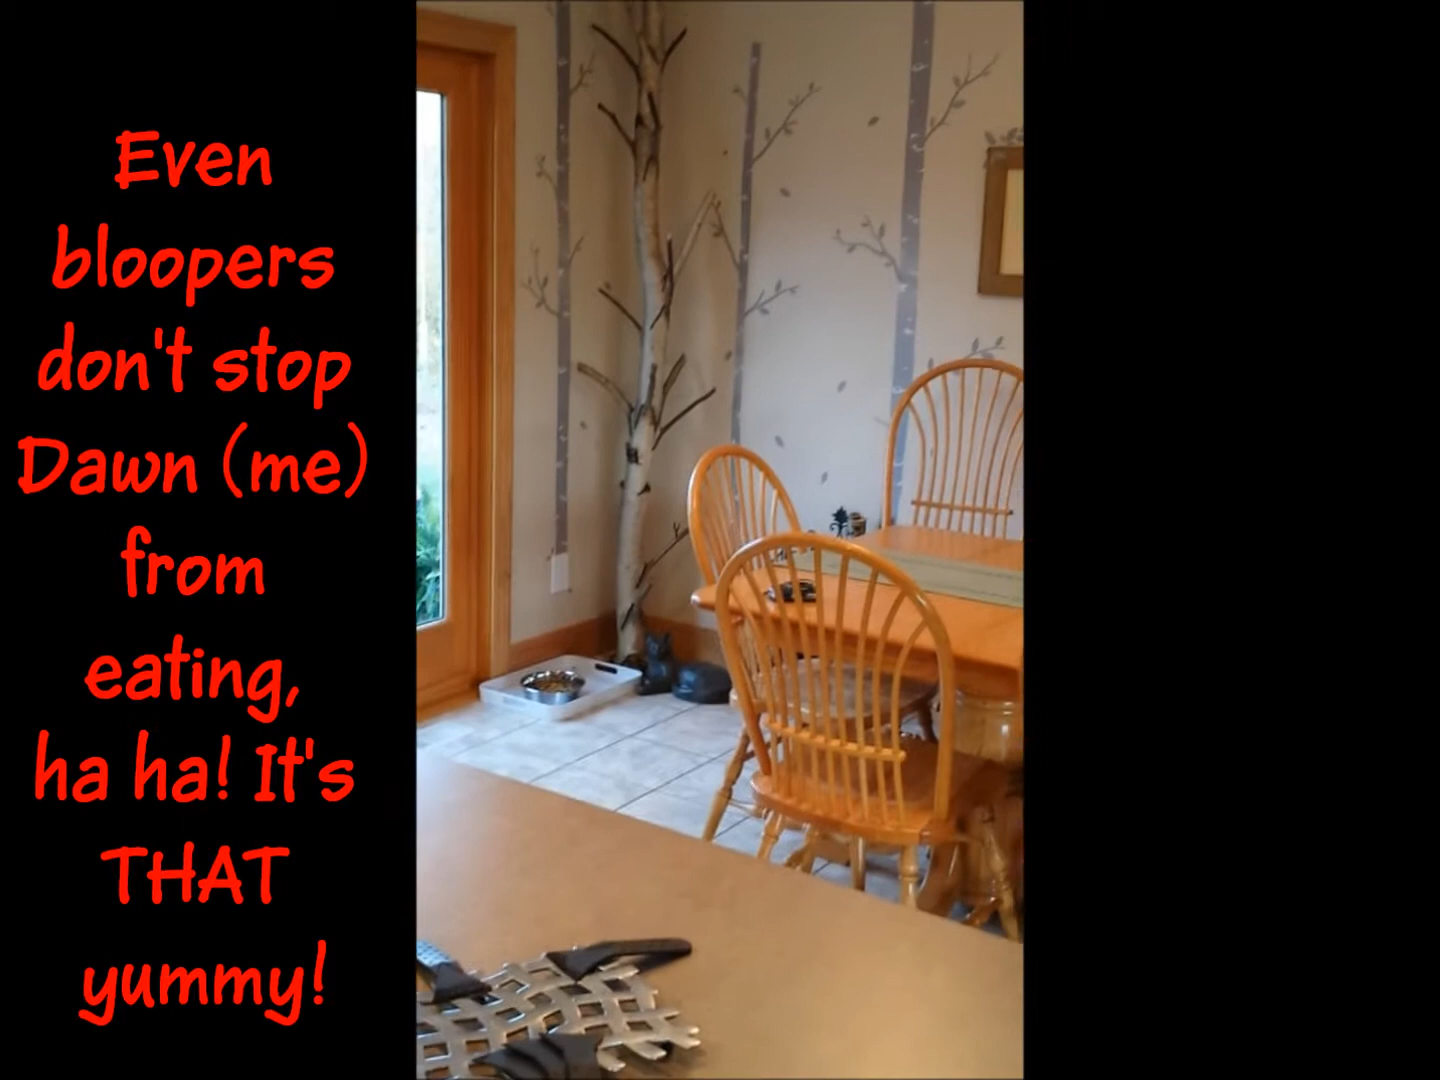 Even
bloopers
don't stop
Dawn (me)
from
eating,
ha ha! It's
THAT
yummy!